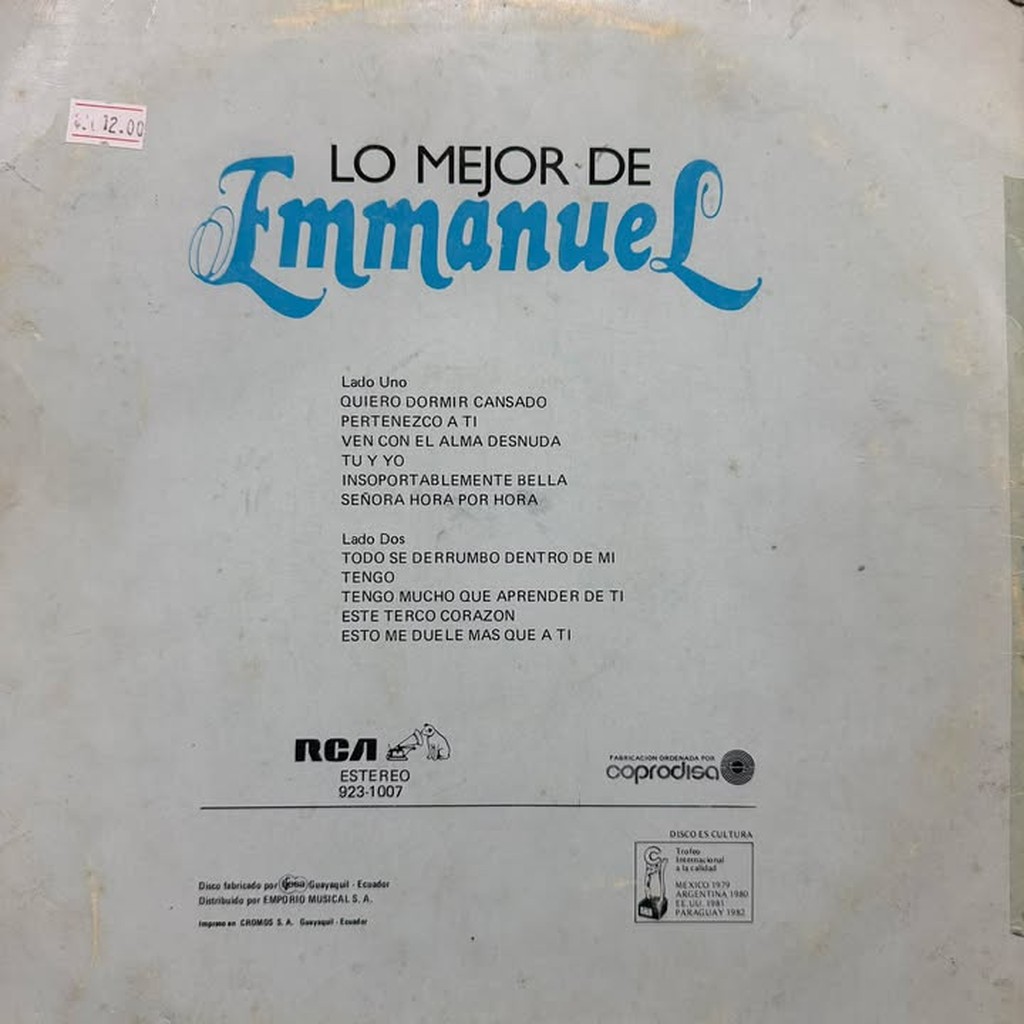 12.00
LO MEJOR DE
Emmanuel
Lado Uno
QUIERO DORMIR CANSADO
PERTENEZCO A TI
VEN CON EL ALMA DESNUDA
TU Y YO
INSOPORTABLEMENTE BELLA
SEÑORA HORA POR HORA
Lado Dos
TODO SE DERRUMBO DENTRO DE MI
TENGO
TENGO MUCHO QUE APRENDER DE TI
ESTE TERCO CORAZON
ESTO ME DUELE MAS QUE A TI
RCA
ESTEREO
923-1007
FABRICACION ORDENADA POR
coprodisa
DISCO ES CULTURA
Trofeo
Internacional
a la calidad
MEXICO 1979
ARGENTINA 1980
EE.UU. 1981
PARAGUAY 1982
Disco fabricado por Guayaquil - Ecuador
Distribuido por EMPORIO MUSICAL S. A.
Impreso en CROMOS S. A. Guayaquil - Ecuador